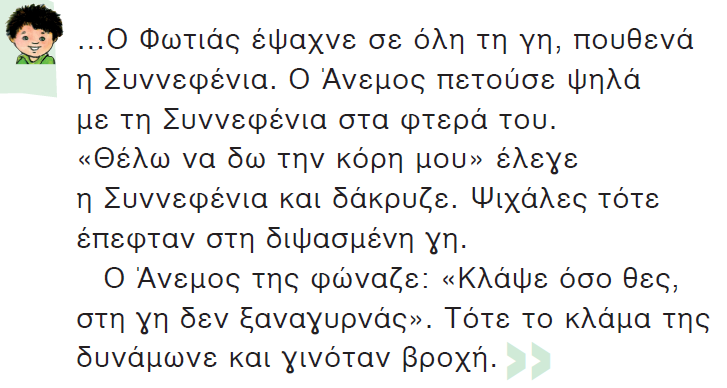 ...Ο Φωτιάς έψαχνε σε όλη τη γη, πουθενά
η Συννεφένια. Ο Άνεμος πετούσε ψηλά
με τη Συννεφένια στα φτερά του.
«Θέλω να δω την κόρη μου» έλεγε
η Συννεφένια και δάκρυζε. Ψιχάλες τότε
έπεφταν στη διψασμένη γη.
Ο Άνεμος της φώναζε: «Κλάψε όσο θες,
στη γη δεν ξαναγυρνάς». Τότε το κλάμα της
δυνάμωνε και γινόταν βροχή. »